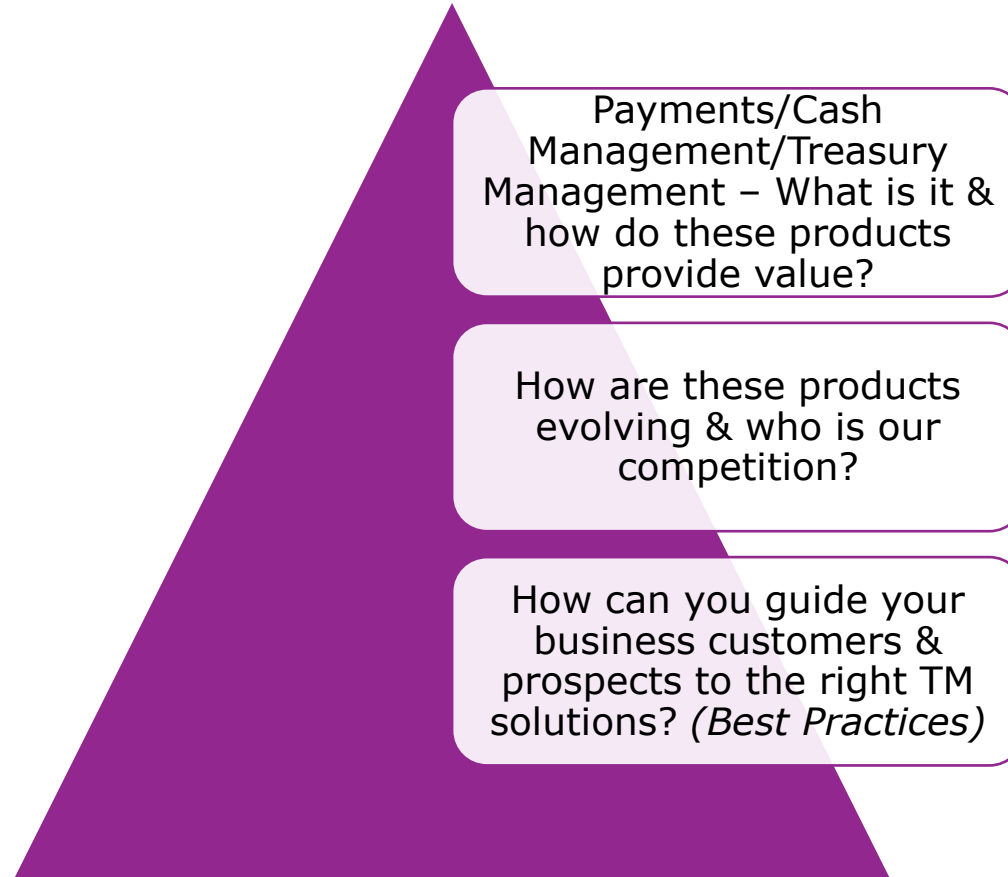 Payments/Cash
Management/Treasury
Management – What is it &
how do these products
provide value?
How are these products
evolving & who is our
competition?
How can you guide your
business customers &
prospects to the right TM
solutions? (Best Practices)